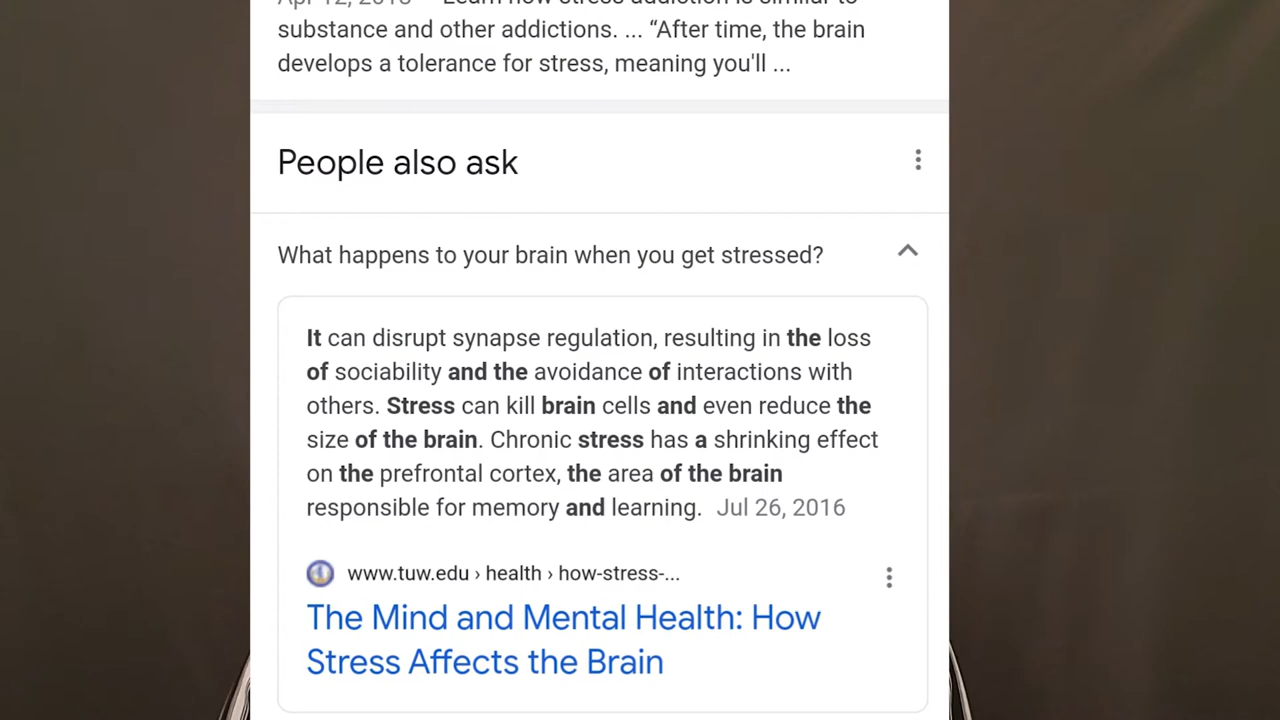 substance and other addictions. ... “After time, the brain
develops a tolerance for stress, meaning you'll ...
People also ask
What happens to your brain when you get stressed?
It can disrupt synapse regulation, resulting in the loss
of sociability and the avoidance of interactions with
others. Stress can kill brain cells and even reduce the
size of the brain. Chronic stress has a shrinking effect
on the prefrontal cortex, the area of the brain
responsible for memory and learning. Jul 26, 2016
www.tuw.edu › health › how-stress-...
The Mind and Mental Health: How
Stress Affects the Brain